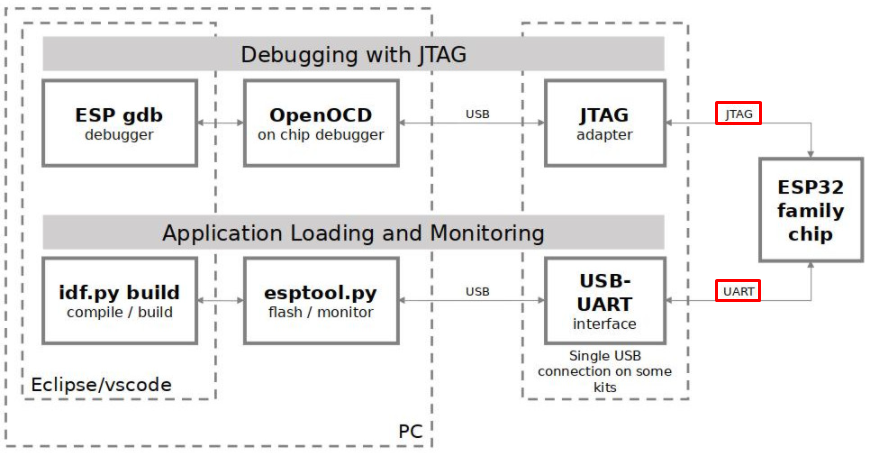 Debugging with JTAG
ESP gdb
debugger
OpenOCD
on chip debugger
USB
JTAG
adapter
JTAG
ESP32
family
chip
Application Loading and Monitoring
idf.py build
compile / build
esptool.py
flash / monitor
USB
USB-
UART
interface
UART
Single USB
connection on some
kits
Eclipse/vscode
PC